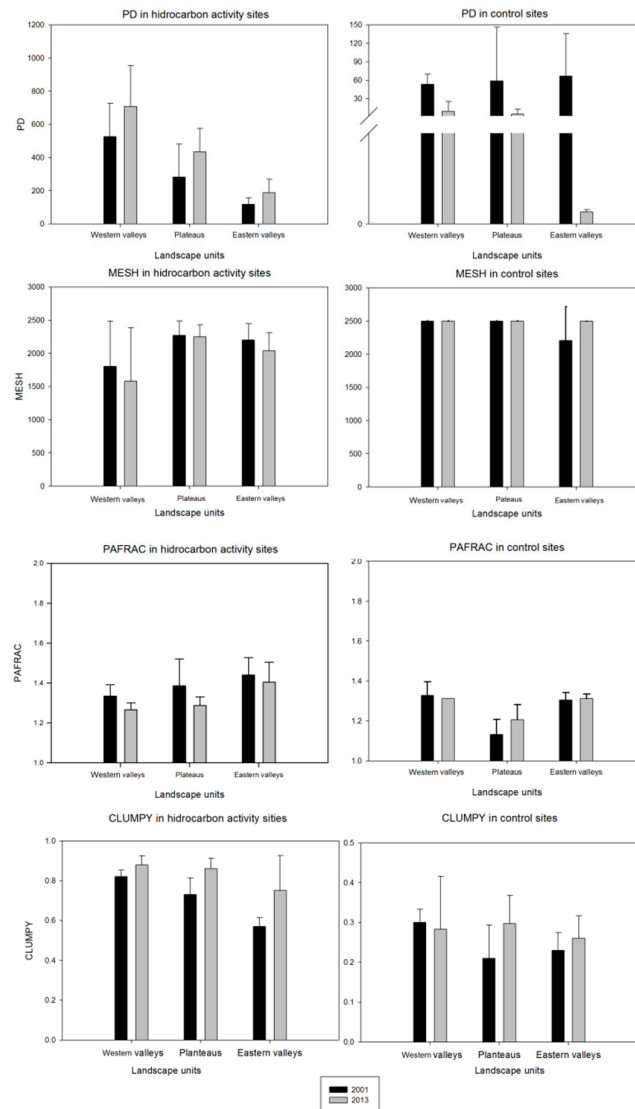 PD in hidrocarbon activity sites
1200
1000
800
600
400
200
0
PD
Western valleys Plateaus Eastern valleys
Landscape units
PD in control sites
150
90
60
30
0
Western valleys Plateaus Eastern valleys
Landscape units
MESH in hidrocarbon activity sites
3000
2500
2000
1500
1000
500
0
MESH
Western valleys Plateaus Eastern valleys
Landscape units
MESH in control sites
3000
2500
2000
1500
1000
500
0
Western valleys Pateaus Eastern valleys
Landscape units
PAFRAC in hidrocarbon activity sites
2.0
1.8
1.6
1.4
1.2
1.0
PAFRAC
Western valleys Plateaus Eastern valleys
Landscape units
PAFRAC in control sites
2.0
1.8
1.6
1.4
1.2
1.0
Western valleys Plateaus Eastern valleys
Landscape units
CLUMPY in hidrocarbon activity sities
1.0
0.8
0.6
0.4
0.2
0.0
CLUMPY
Western valleys Planteaus Eastern valleys
Landscape units
CLUMPY in control sites
0.5
0.4
0.3
0.2
0.1
0.0
Western valleys Planteaus Eastern valleys
Landscape units
2001
2013